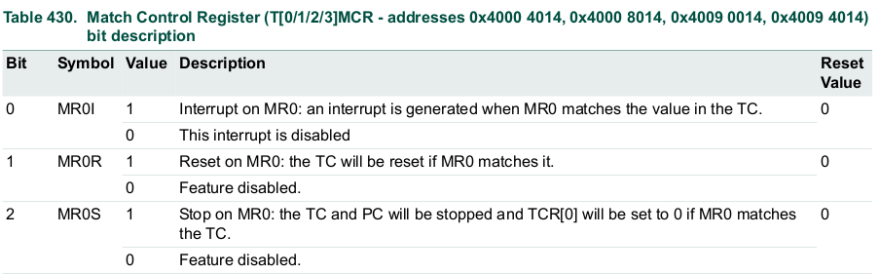 Table 430. Match Control Register (T[0/1/2/3]MCR - addresses 0x4000 4014, 0x4000 8014, 0x4009 0014, 0x4009 4014)
bit description
Bit Symbol Value Description Reset
Value
0 MR0I 1 Interrupt on MR0: an interrupt is generated when MR0 matches the value in the TC. 0
0 This interrupt is disabled
1 MR0R 1 Reset on MR0: the TC will be reset if MR0 matches it. 0
0 Feature disabled.
2 MR0S 1 Stop on MR0: the TC and PC will be stopped and TCR[0] will be set to 0 if MR0 matches 0
the TC.
0 Feature disabled.